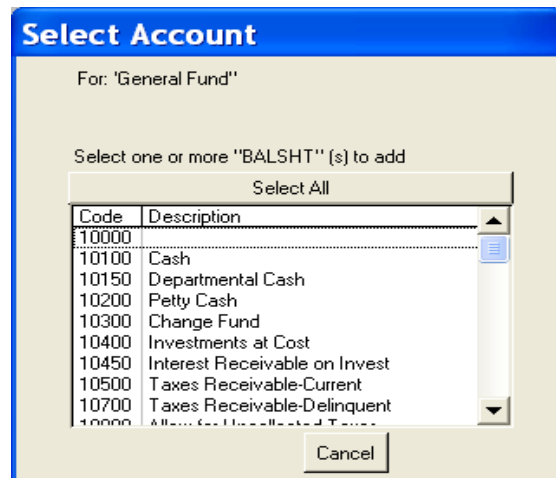 Select Account
For: 'General Fund"
Select one or more "BALSHT" (s) to add
Select All
Code Description
10000
10100 Cash
10150 Departmental Cash
10200 Petty Cash
10300 Change Fund
10400 Investments at Cost
10450 Interest Receivable on Invest
10500 Taxes Receivable-Current
10700 Taxes Receivable-Delinquent
Cancel